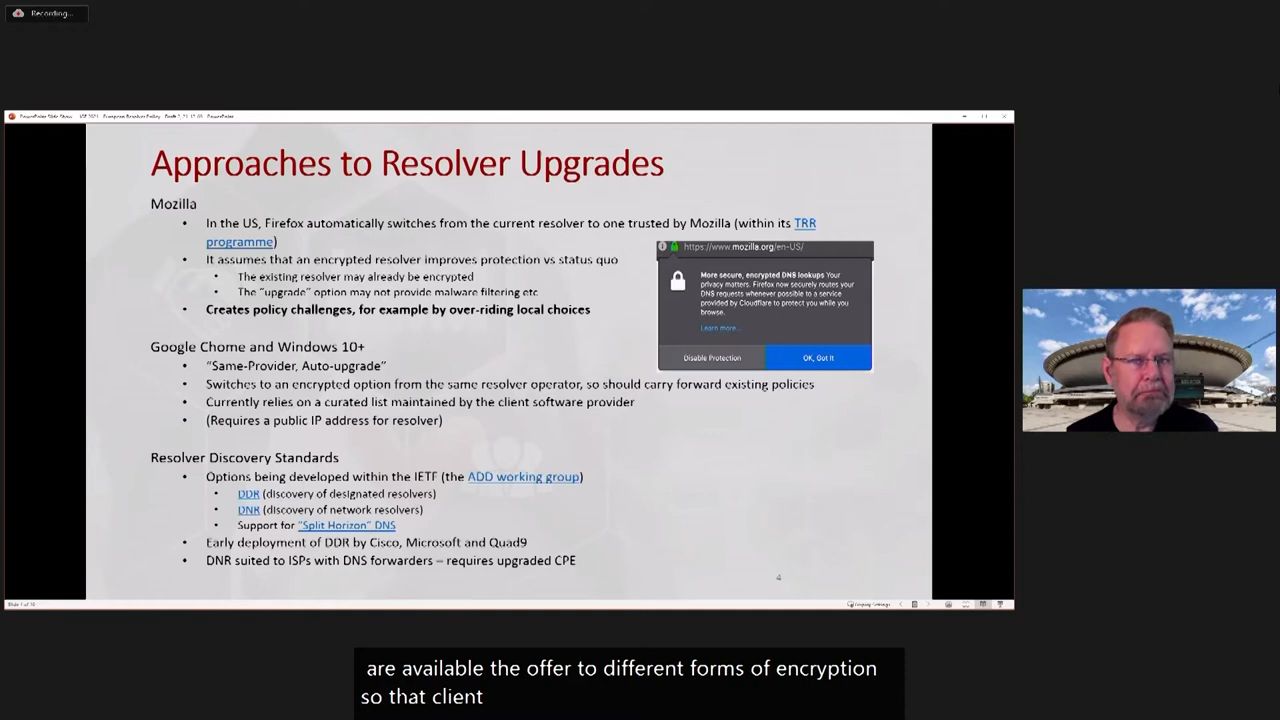 Recording...
PowerPoint Slide Show
Approaches to Resolver Upgrades
Mozilla
• In the US, Firefox automatically switches from the current resolver to one trusted by Mozilla (within its TRR
programme)
• It assumes that an encrypted resolver improves protection vs status quo
• The existing resolver may already be encrypted
• The "upgrade" option may not provide malware filtering etc
• Creates policy challenges, for example by over-riding local choices
https://www.mozilla.org/en-US/
More secure, encrypted DNS lookups Your
privacy matters. Firefox now securely routes your
DNS requests whenever possible to a service
provided by Cloudflare to protect you while you
browse.
Learn more...
Disable Protection OK, Got It
Google Chome and Windows 10+
• "Same-Provider, Auto-upgrade"
• Switches to an encrypted option from the same resolver operator, so should carry forward existing policies
• Currently relies on a curated list maintained by the client software provider
• (Requires a public IP address for resolver)
Resolver Discovery Standards
• Options being developed within the IETF (the ADD working group)
• DDR (discovery of designated resolvers)
• DNR (discovery of network resolvers)
• Support for "Split Horizon" DNS
• Early deployment of DDR by Cisco, Microsoft and Quad9
• DNR suited to ISPs with DNS forwarders – requires upgraded CPE
4
Display Settings
are available the offer to different forms of encryption
so that client